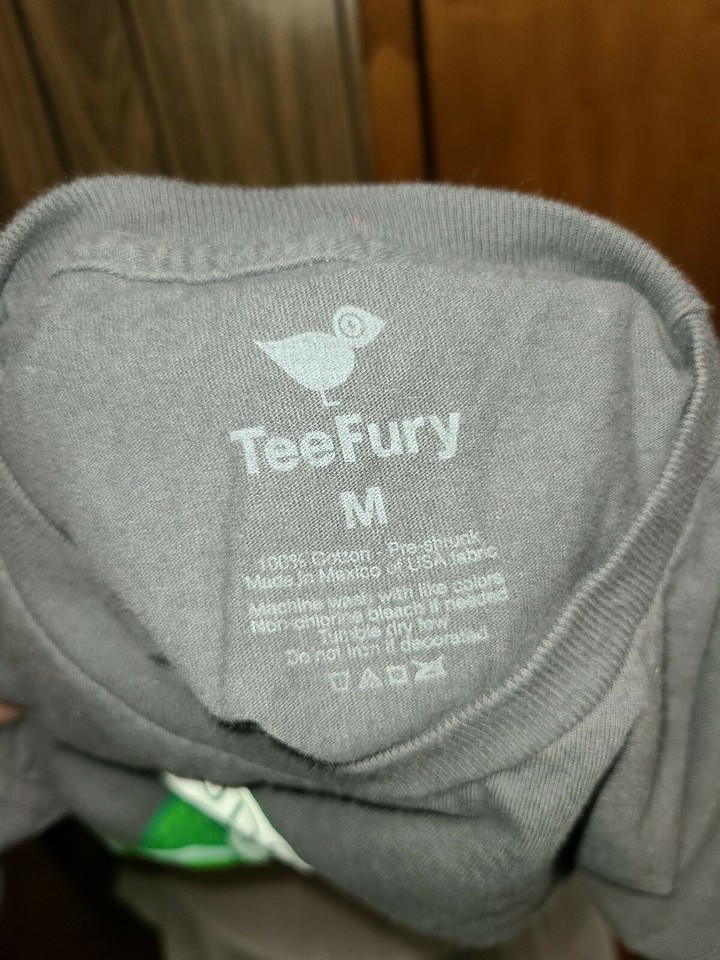 TeeFury
M
100% Cotton - Pre-shrunk
Made in Mexico of USA fabric
Machine wash with like colors
Non-chlorine bleach if needed
Tumble dry low
Do not iron if decorated